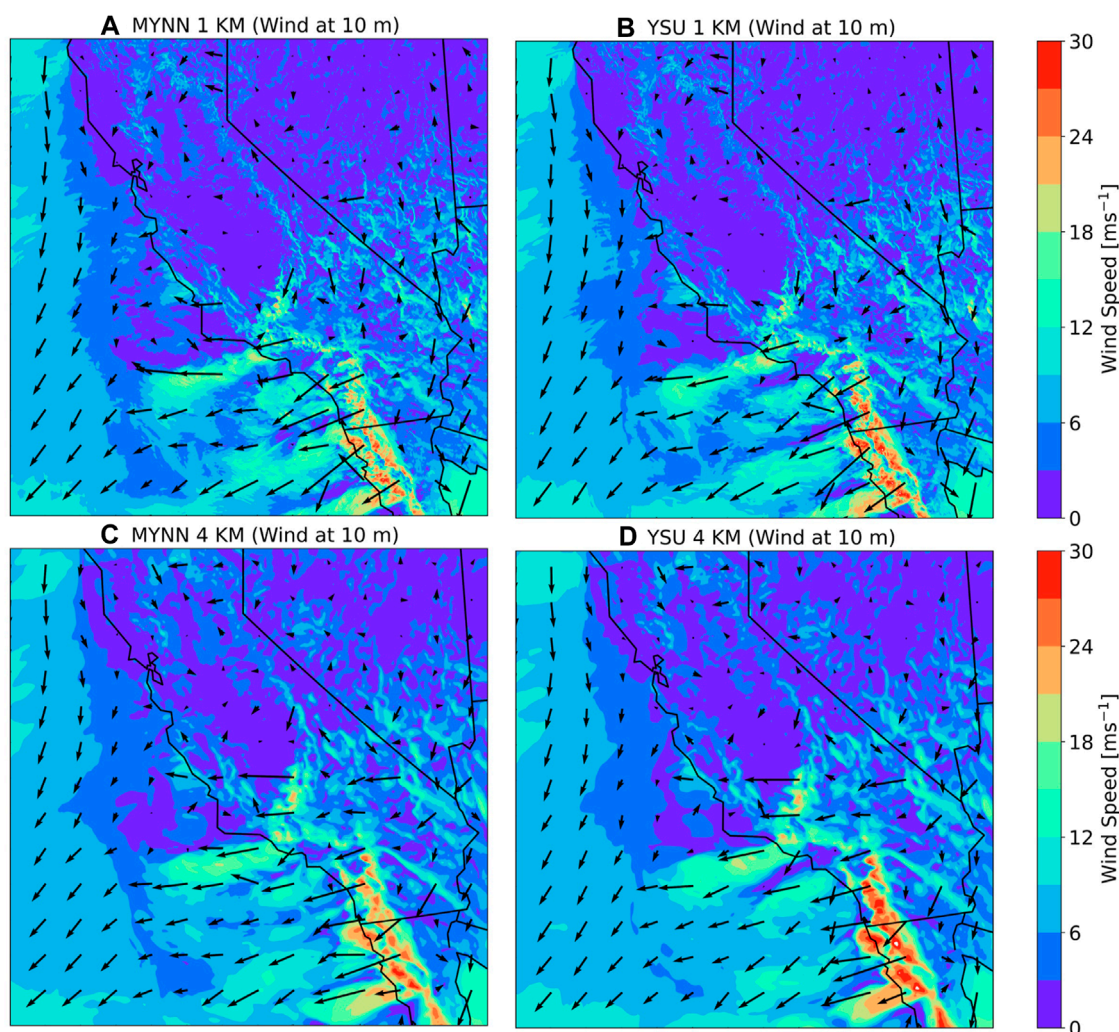 A MYNN 1 KM (Wind at 10 m)
B YSU 1 KM (Wind at 10 m)
30
24
18
12
6
0
Wind Speed [ms⁻¹]
C MYNN 4 KM (Wind at 10 m)
D YSU 4 KM (Wind at 10 m)
30
24
18
12
6
0
Wind Speed [ms⁻¹]